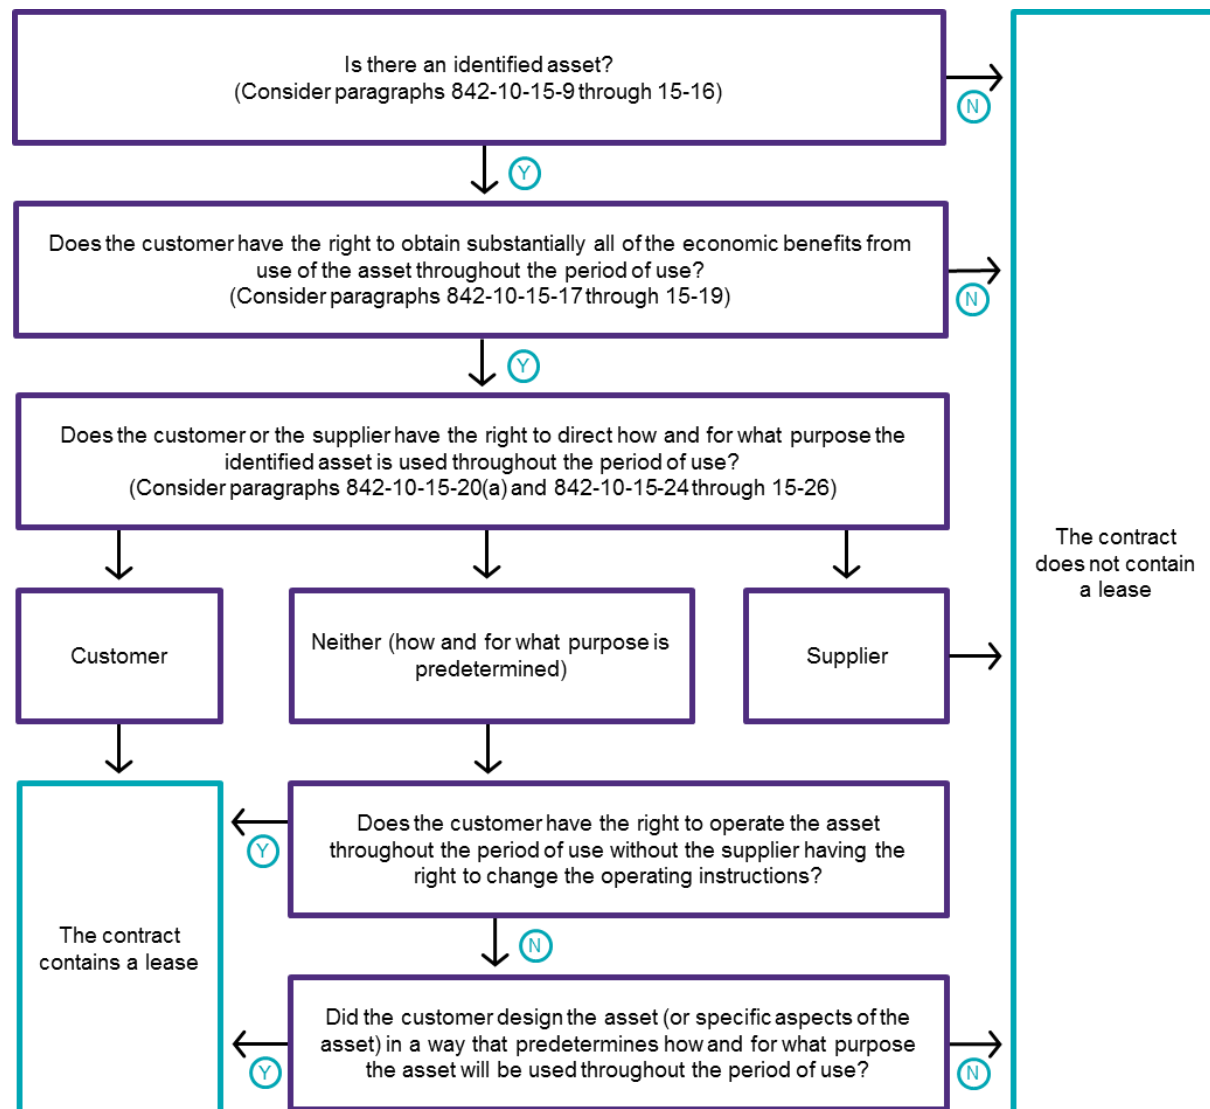 Is there an identified asset?
(Consider paragraphs 842-10-15-9 through 15-16)
N
Y
Does the customer have the right to obtain substantially all of the economic benefits from
use of the asset throughout the period of use?
(Consider paragraphs 842-10-15-17 through 15-19)
N
Y
Does the customer or the supplier have the right to direct how and for what purpose the
identified asset is used throughout the period of use?
(Consider paragraphs 842-10-15-20(a) and 842-10-15-24 through 15-26)
The contract
does not contain
a lease
Customer
Neither (how and for what purpose is
predetermined)
Supplier
Does the customer have the right to operate the asset
throughout the period of use without the supplier having the
right to change the operating instructions?
Y
N
The contract
contains a lease
Did the customer design the asset (or specific aspects of the
asset) in a way that predetermines how and for what purpose
the asset will be used throughout the period of use?
Y
N